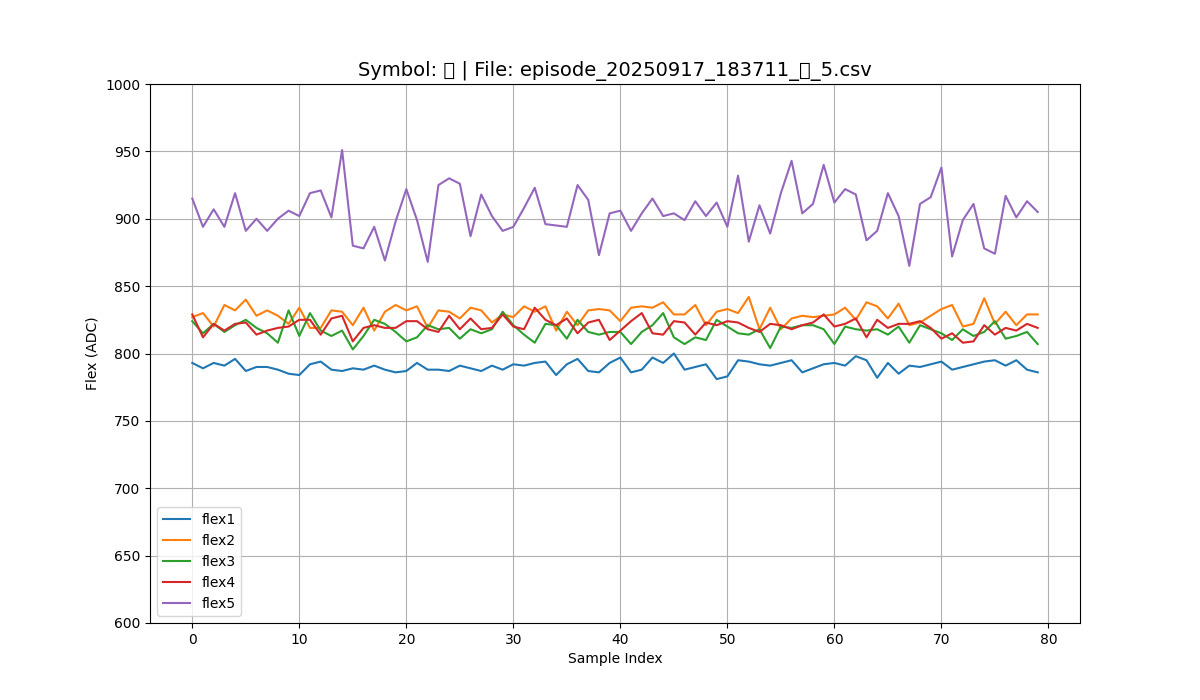 Symbol: | File: episode_20250917_183711_ _5.csv
Flex (ADC)
1000
950
900
850
800
750
700
650
600
flex1
flex2
flex3
flex4
flex5
0 10 20 30 40 50 60 70 80
Sample Index